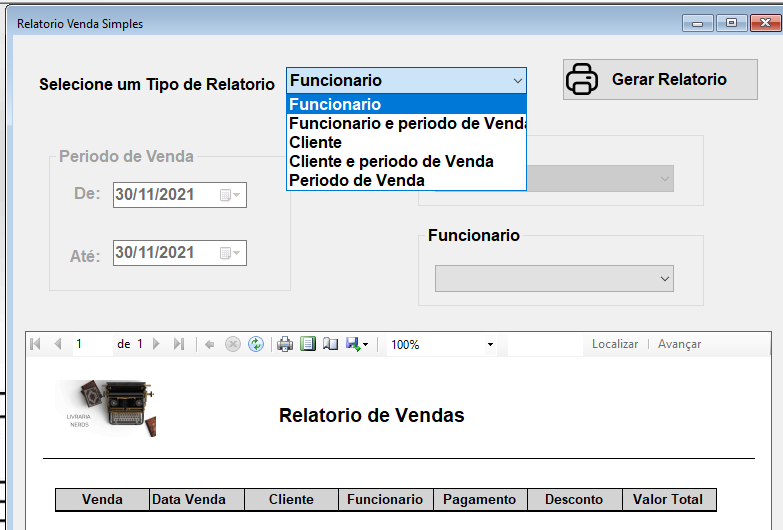 Relatorio Venda Simples
Selecione um Tipo de Relatorio
Funcionario
Gerar Relatorio
Funcionario
Funcionario e periodo de Venda
Cliente
Cliente e periodo de Venda
Periodo de Venda
Periodo de Venda
De: 30/11/2021
Até: 30/11/2021
Funcionario
1 de 1
100%
Localizar | Avançar
LIVRARIA
NERDS
Relatorio de Vendas
Venda Data Venda Cliente Funcionario Pagamento Desconto Valor Total